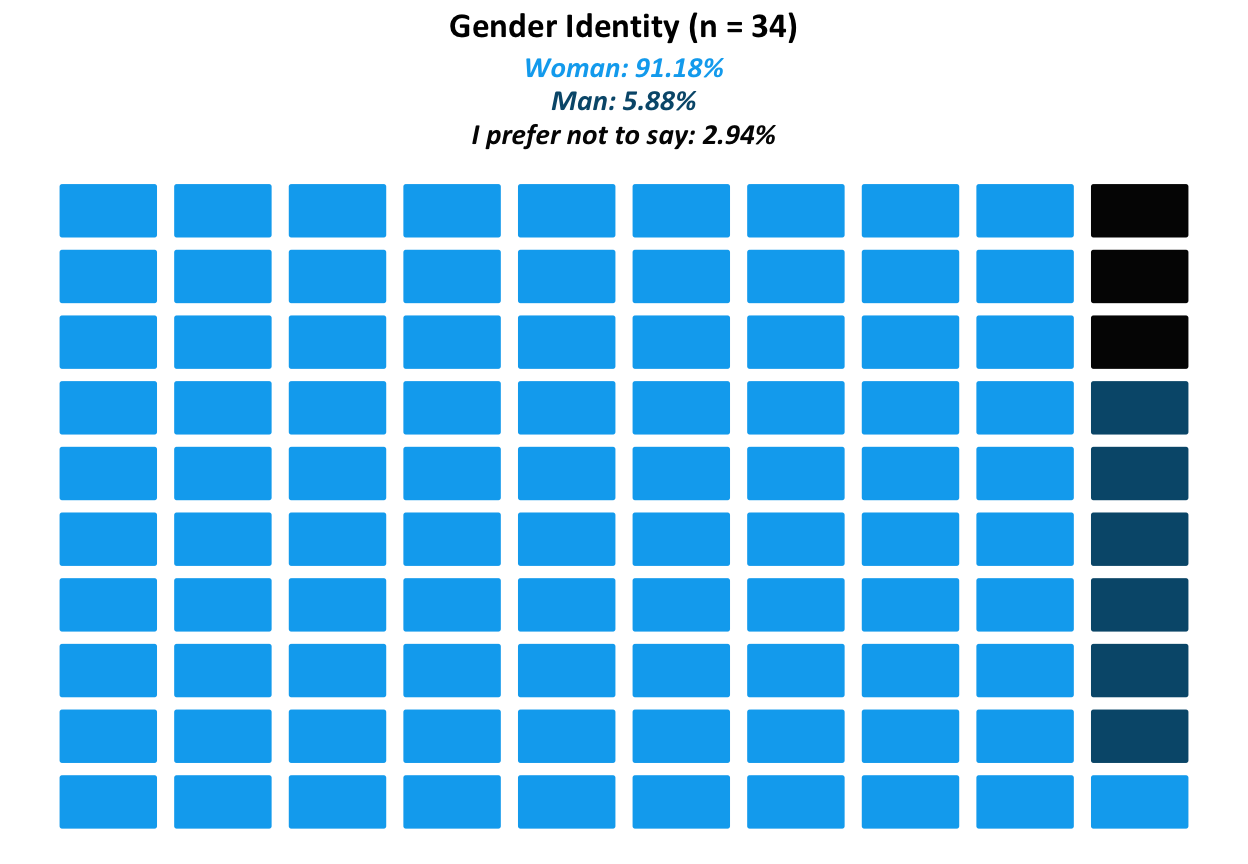 Gender Identity (n = 34)
Woman: 91.18%
Man: 5.88%
I prefer not to say: 2.94%